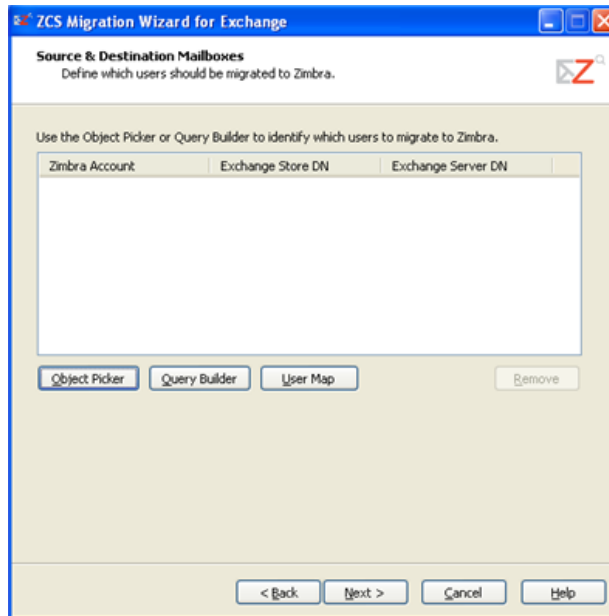 ZCS Migration Wizard for Exchange
Source & Destination Mailboxes
Define which users should be migrated to Zimbra.
Z
Use the Object Picker or Query Builder to identify which users to migrate to Zimbra.
Zimbra Account Exchange Store DN Exchange Server DN
Object Picker Query Builder User Map Remove
< Back Next > Cancel Help